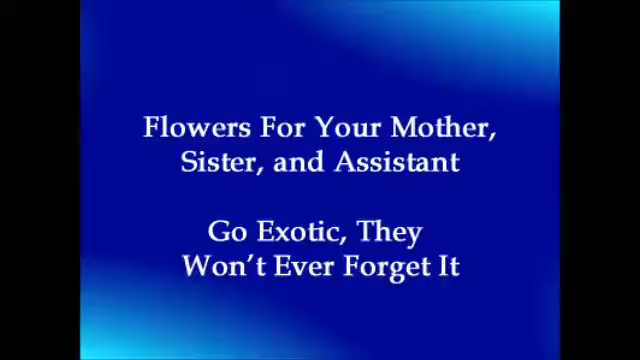 Flowers For Your Mother,
Sister, and Assistant
Go Exotic, They
Won't Ever Forget It